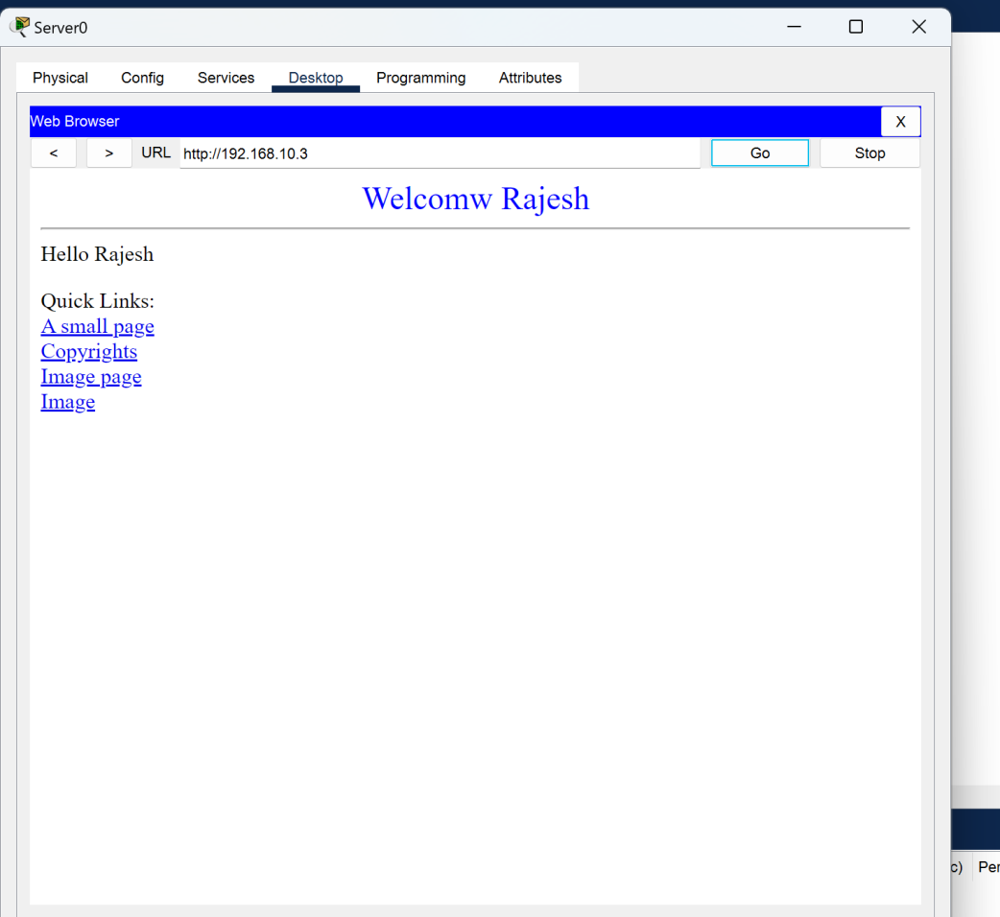 Server0
Physical Config Services Desktop Programming Attributes
Web Browser X
< > URL http://192.168.10.3 Go Stop
Welcomw Rajesh
Hello Rajesh
Quick Links:
A small page
Copyrights
Image page
Image
c) Per